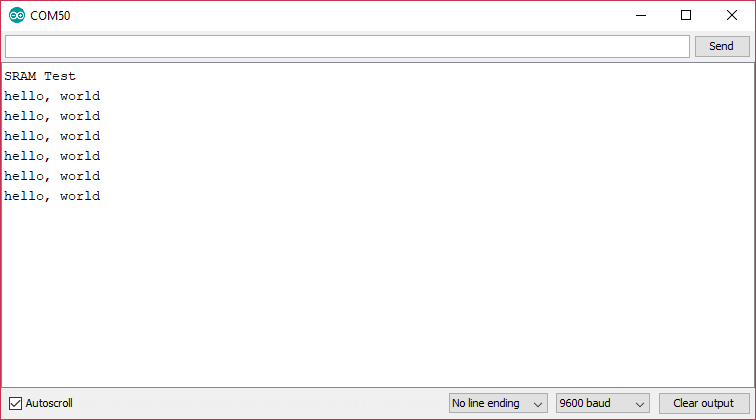 COM50
Send
SRAM Test
hello, world
hello, world
hello, world
hello, world
hello, world
hello, world
Autoscroll
No line ending
9600 baud
Clear output